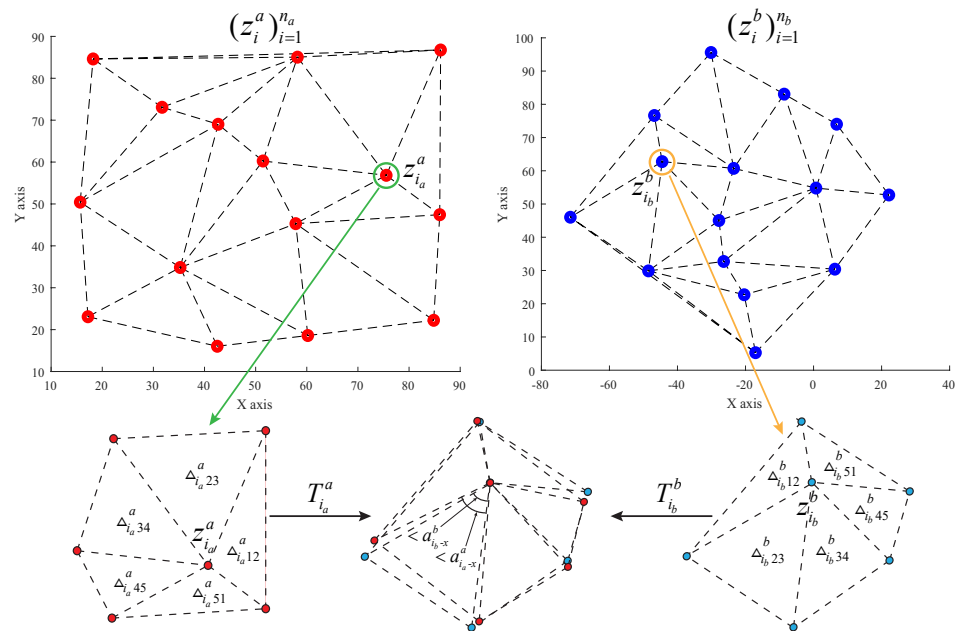 (z_i^a)_{i=1}^{n_a}
90
80
70
60
50
40
30
20
10
Y axis
z_{i_a}^a
10 20 30 40 50 60 70 80 90
X axis
(z_i^b)_{i=1}^{n_b}
100
90
80
70
60
50
40
30
20
10
0
Y axis
z_{i_b}^b
-80 -60 -40 -20 0 20 40
X axis
△_{i_a 23}^a
△_{i_a 34}^a
z_{i_a}^a
△_{i_a 12}^a
△_{i_a 45}^a
△_{i_a 51}^a
T_{i_a}^a
< a_{i_b-x}^b
< a_{i_a-x}^a
T_{i_b}^b
△_{i_b 51}^b
△_{i_b 12}^b
z_{i_b}^b
△_{i_b 45}^b
△_{i_b 23}^b
△_{i_b 34}^b